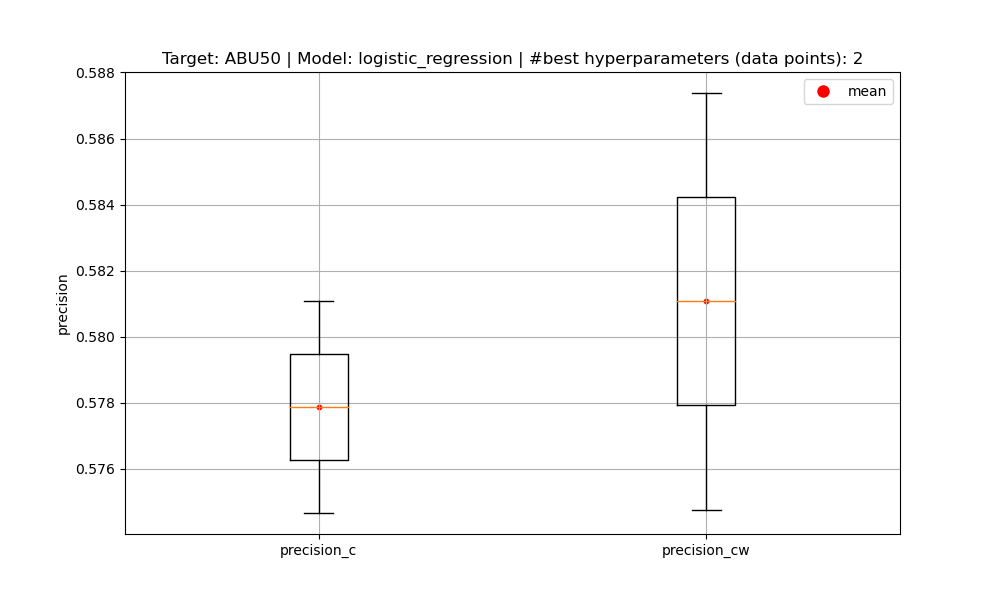 Target: ABU50 | Model: logistic_regression | #best hyperparameters (data points): 2
mean
0.588
0.586
0.584
0.582
0.580
0.578
0.576
precision
precision_c
precision_cw